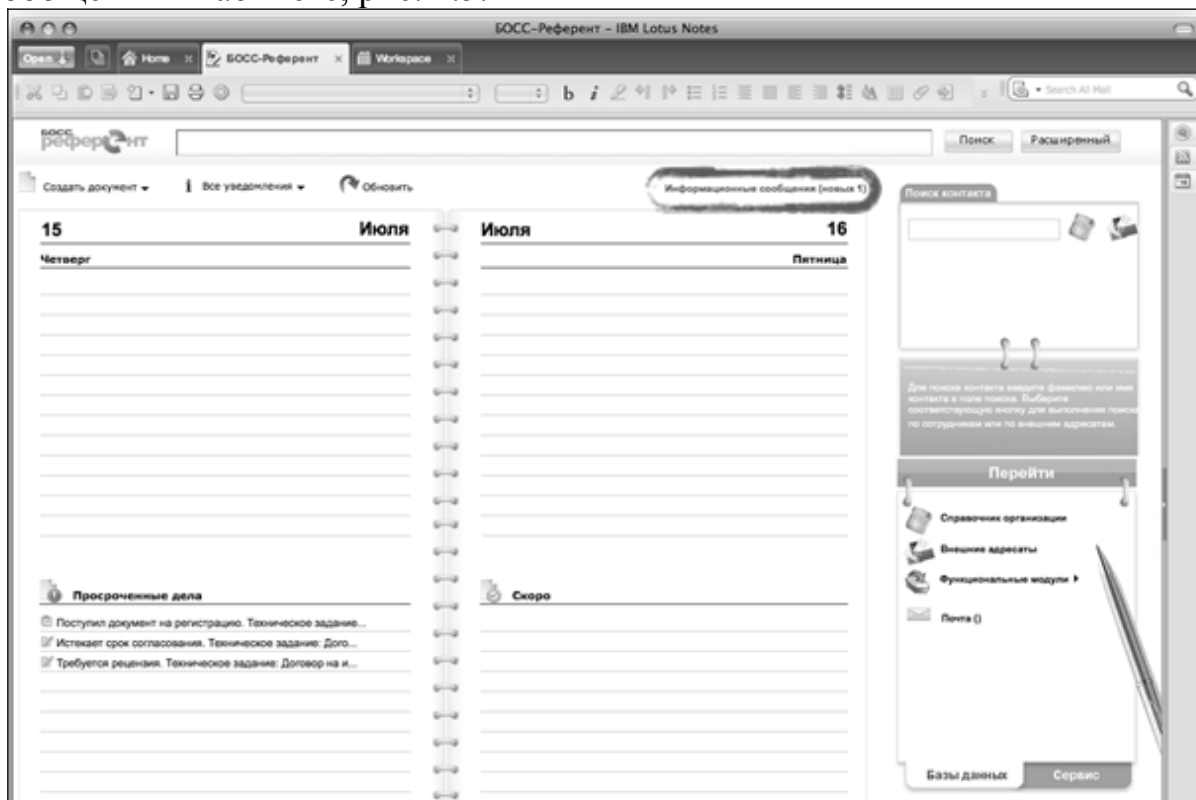 БОСС-Референт – IBM Lotus Notes
Open Home БОСС-Референт Workspace
b i Search All Mail
БОСС референт Поиск Расширенный
Создать документ Все уведомления Обновить Информационные сообщения (новых 1)
Поиск контакта
15 Июля Июля 16
Четверг Пятница
Для поиска контакта введите фамилию или имя
контакта в поле поиска. Выберите
соответствующую кнопку для выполнения поиска
по сотрудникам или по внешним адресатам.
Перейти
Справочник организации
Внешние адресаты
Функциональные модули
Почта ()
Просроченные дела Скоро
Поступил документ на регистрацию. Техническое задание...
Истекает срок согласования. Техническое задание: Дого...
Требуется рецензия. Техническое задание: Договор на и...
Базы данных Сервис